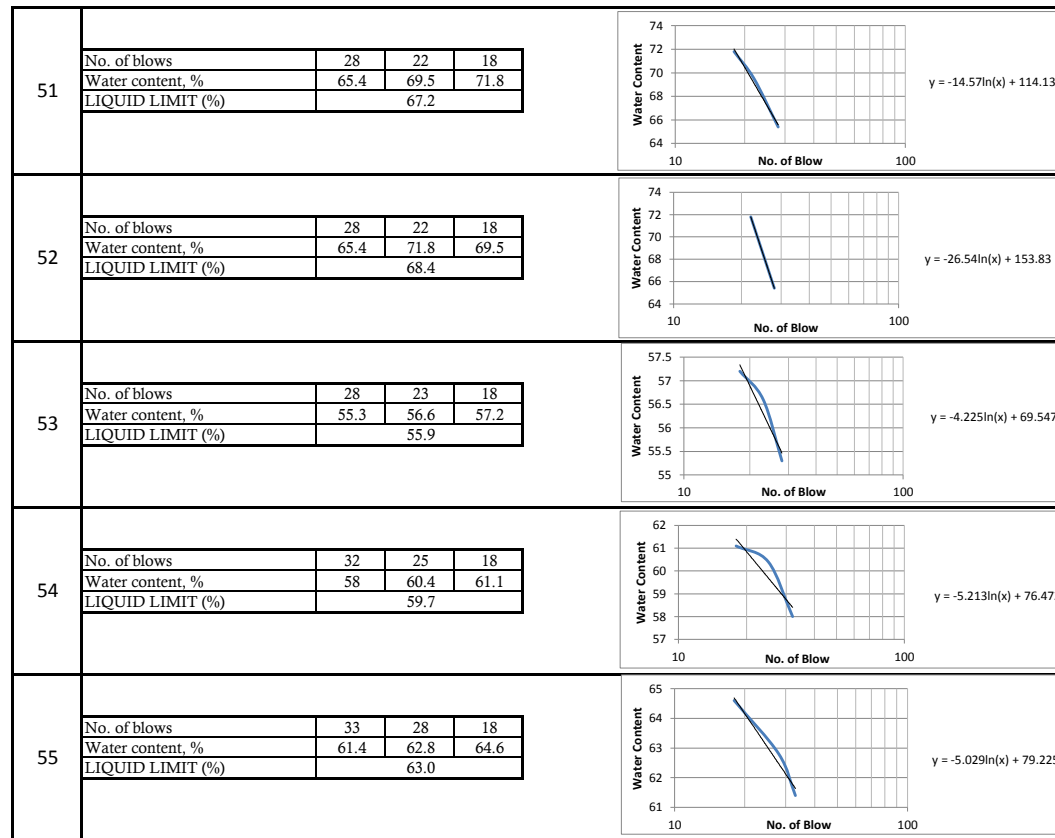 51
No. of blows 28 22 18
Water content, % 65.4 69.5 71.8
LIQUID LIMIT (%) 67.2
74
72
70
68
66
64
10 100
Water Content
No. of Blow
y = -14.57ln(x) + 114.13
52
No. of blows 28 22 18
Water content, % 65.4 71.8 69.5
LIQUID LIMIT (%) 68.4
74
72
70
68
66
64
10 100
Water Content
No. of Blow
y = -26.54ln(x) + 153.83
53
No. of blows 28 23 18
Water content, % 55.3 56.6 57.2
LIQUID LIMIT (%) 55.9
57.5
57
56.5
56
55.5
55
10 100
Water Content
No. of Blow
y = -4.225ln(x) + 69.547
54
No. of blows 32 25 18
Water content, % 58 60.4 61.1
LIQUID LIMIT (%) 59.7
62
61
60
59
58
57
10 100
Water Content
No. of Blow
y = -5.213ln(x) + 76.47
55
No. of blows 33 28 18
Water content, % 61.4 62.8 64.6
LIQUID LIMIT (%) 63.0
65
64
63
62
61
10 100
Water Content
No. of Blow
y = -5.029ln(x) + 79.225